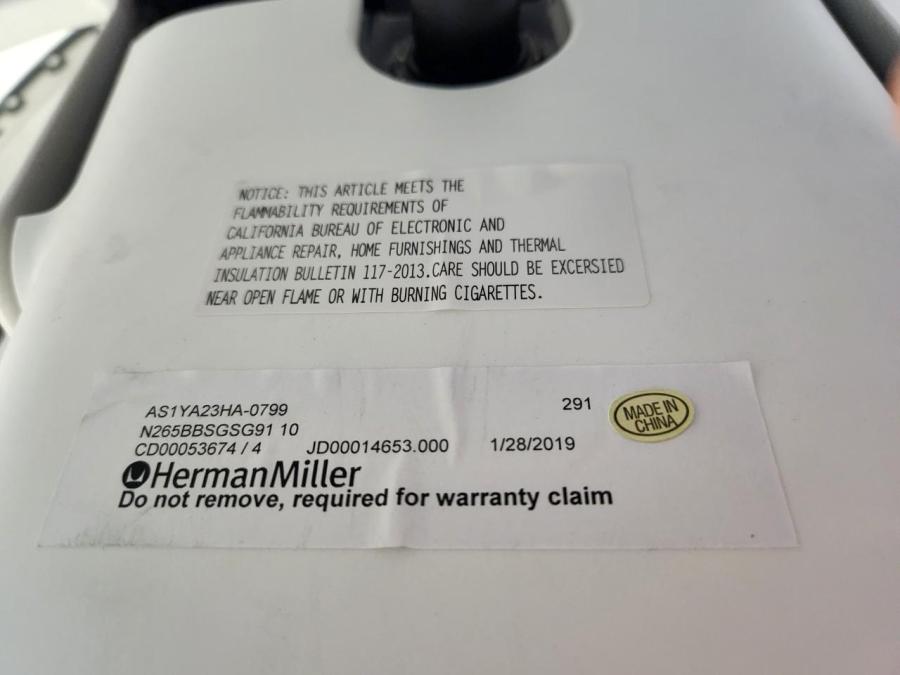 NOTICE: THIS ARTICLE MEETS THE
FLAMMABILITY REQUIREMENTS OF
CALIFORNIA BUREAU OF ELECTRONIC AND
APPLIANCE REPAIR, HOME FURNISHINGS AND THERMAL
INSULATION BULLETIN 117-2013.CARE SHOULD BE EXCERSIED
NEAR OPEN FLAME OR WITH BURNING CIGARETTES.
AS1YA23HA-0799 291
N265BBSGSG91 10
CD00053674 / 4 JD00014653.000 1/28/2019
MADE IN
CHINA
HermanMiller
Do not remove, required for warranty claim